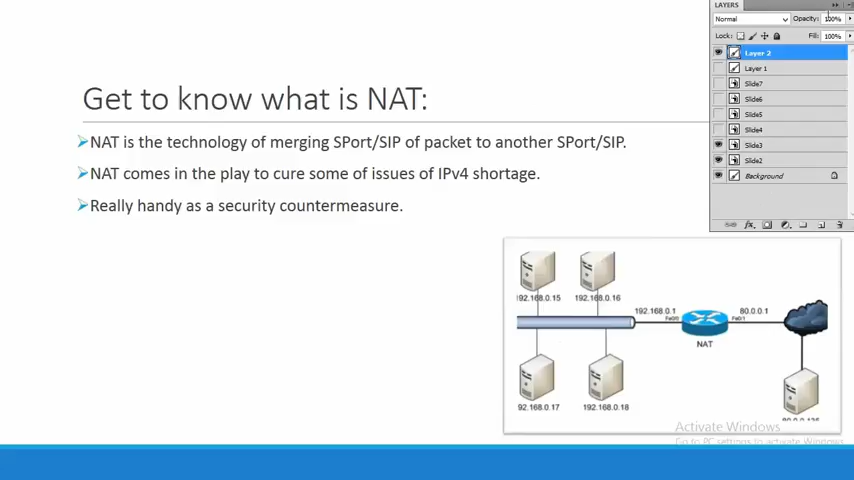 LAYERS
Normal Opacity: 100%
Lock: Fill: 100%
Layer 2
Layer 1
Slide7
Slide6
Slide5
Slide4
Slide3
Slide2
Background
fx
Get to know what is NAT:
NAT is the technology of merging SPort/SIP of packet to another SPort/SIP.
NAT comes in the play to cure some of issues of IPv4 shortage.
Really handy as a security countermeasure.
192.168.0.15 192.168.0.16
192.168.0.1 80.0.0.1
Fe0/0 Fe0/1
NAT
92.168.0.17 192.168.0.18
Activate Windows
Go to PC settings to activate Windows